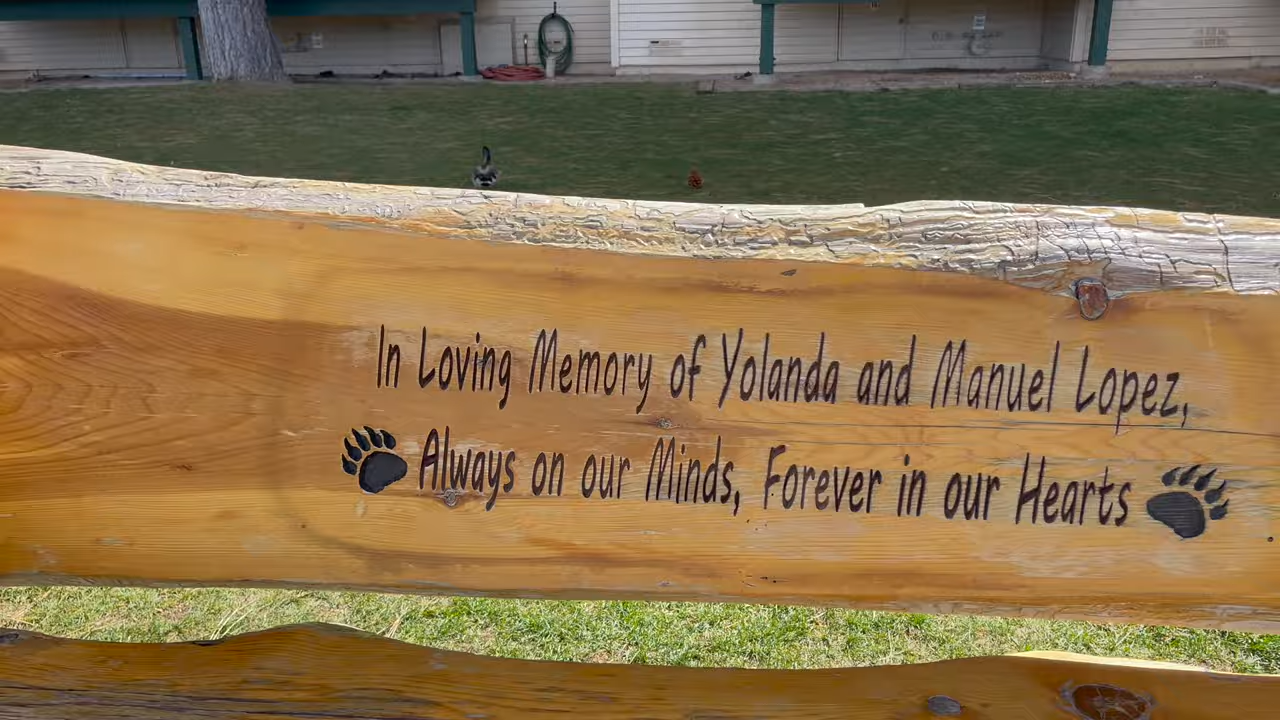 In Loving Memory of Yolanda and Manuel Lopez,
Always on our Minds, Forever in our Hearts